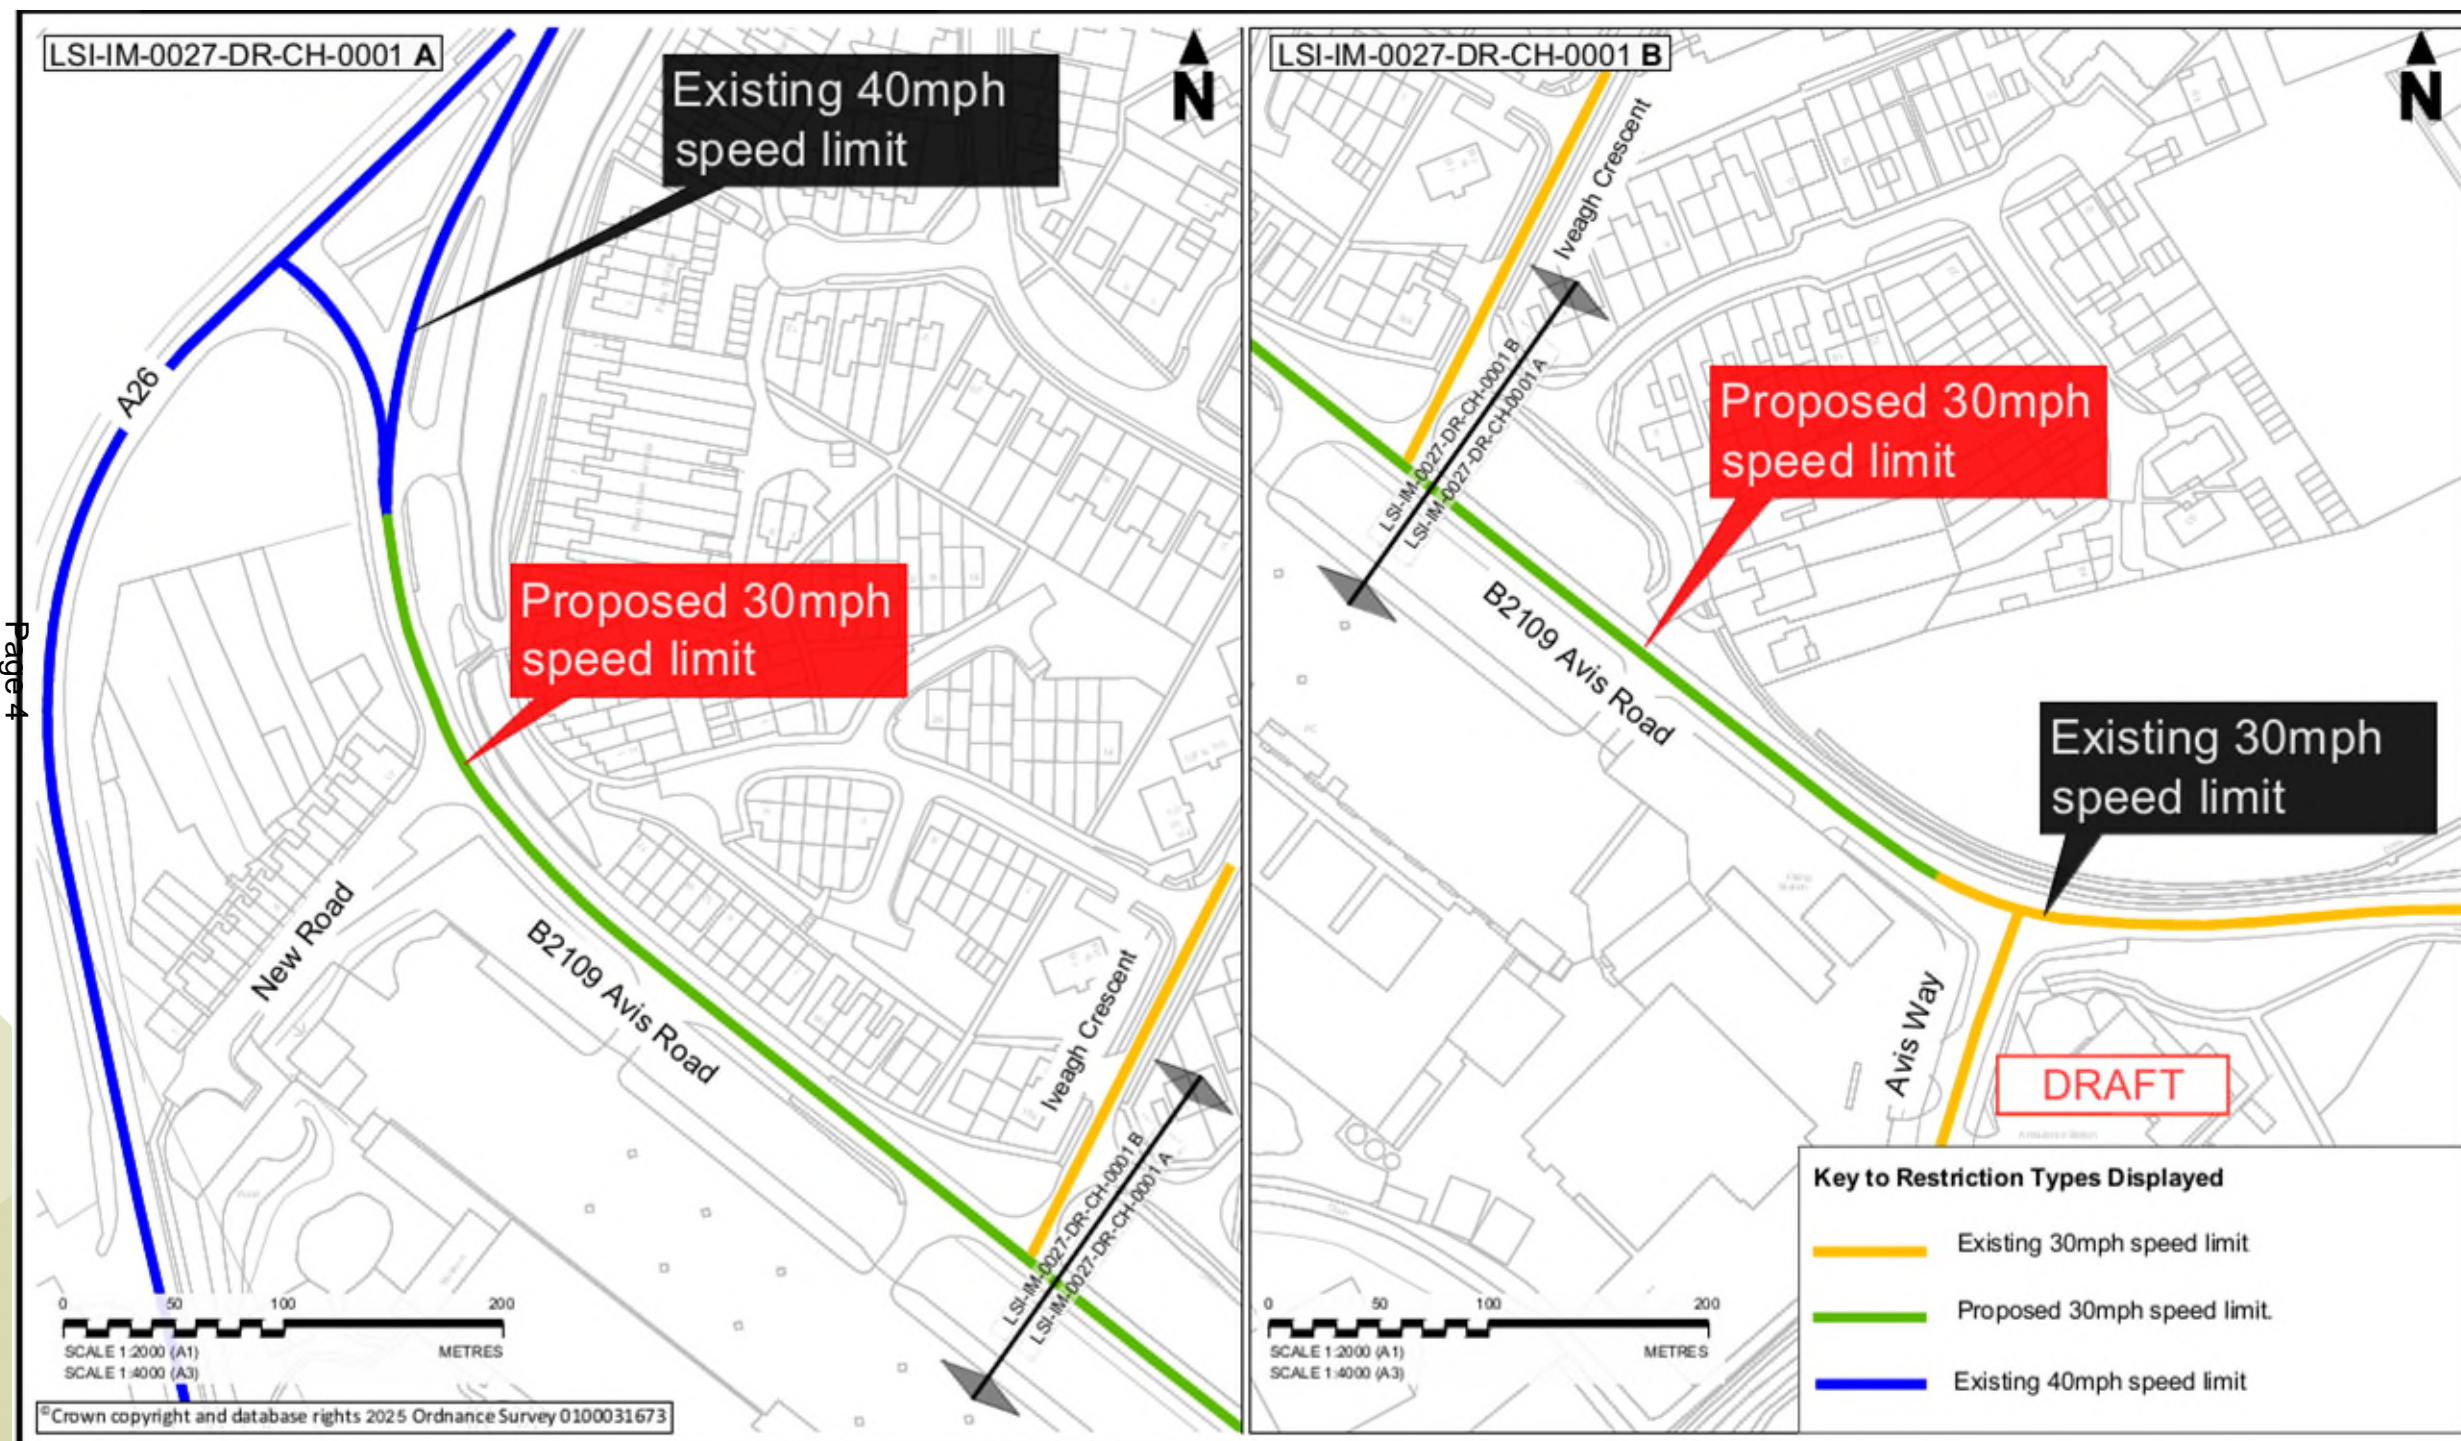 Page 4
LSI-IM-0027-DR-CH-0001 A
N
Existing 40mph
speed limit
A26
Proposed 30mph
speed limit
New Road
B2109 Avis Road
Iveagh Crescent
LSI-IM-0027-DR-CH-0001 B
LSI-IM-0027-DR-CH-0001 A
0 50 100 200
SCALE 1:2000 (A1) METRES
SCALE 1:4000 (A3)
©Crown copyright and database rights 2025 Ordnance Survey 0100031673
LSI-IM-0027-DR-CH-0001 B
N
Iveagh Crescent
LSI-IM-0027-DR-CH-0001 B
LSI-IM-0027-DR-CH-0001 A
Proposed 30mph
speed limit
B2109 Avis Road
Existing 30mph
speed limit
Avis Way
DRAFT
0 50 100 200
SCALE 1:2000 (A1) METRES
SCALE 1:4000 (A3)
Key to Restriction Types Displayed
Existing 30mph speed limit
Proposed 30mph speed limit.
Existing 40mph speed limit